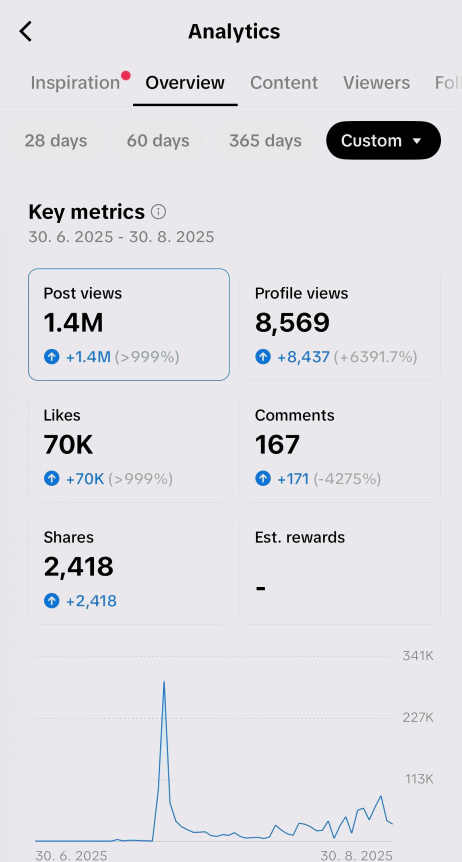 Analytics
Inspiration Overview Content Viewers Foll
28 days 60 days 365 days Custom
Key metrics
30. 6. 2025 - 30. 8. 2025
Post views Profile views
1.4M 8,569
+1.4M (>999%) +8,437 (+6391.7%)
Likes Comments
70K 167
+70K (>999%) +171 (-4275%)
Shares Est. rewards
2,418 -
+2,418
341K
227K
113K
30. 6. 2025 30. 8. 2025